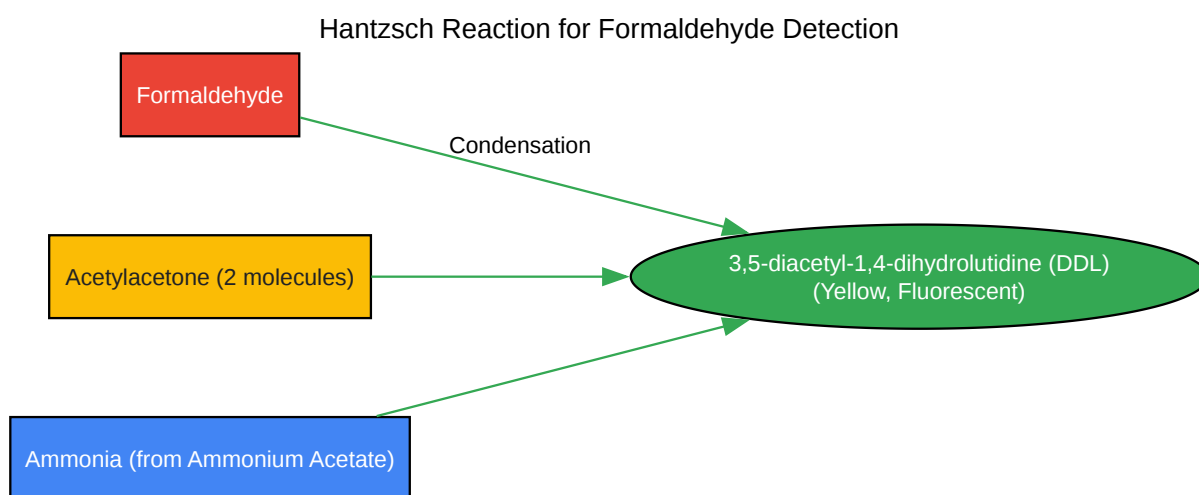 Hantzsch Reaction for Formaldehyde Detection
Formaldehyde
Condensation
Acetylacetone (2 molecules)
3,5-diacetyl-1,4-dihydrolutidine (DDL)
(Yellow, Fluorescent)
Ammonia (from Ammonium Acetate)